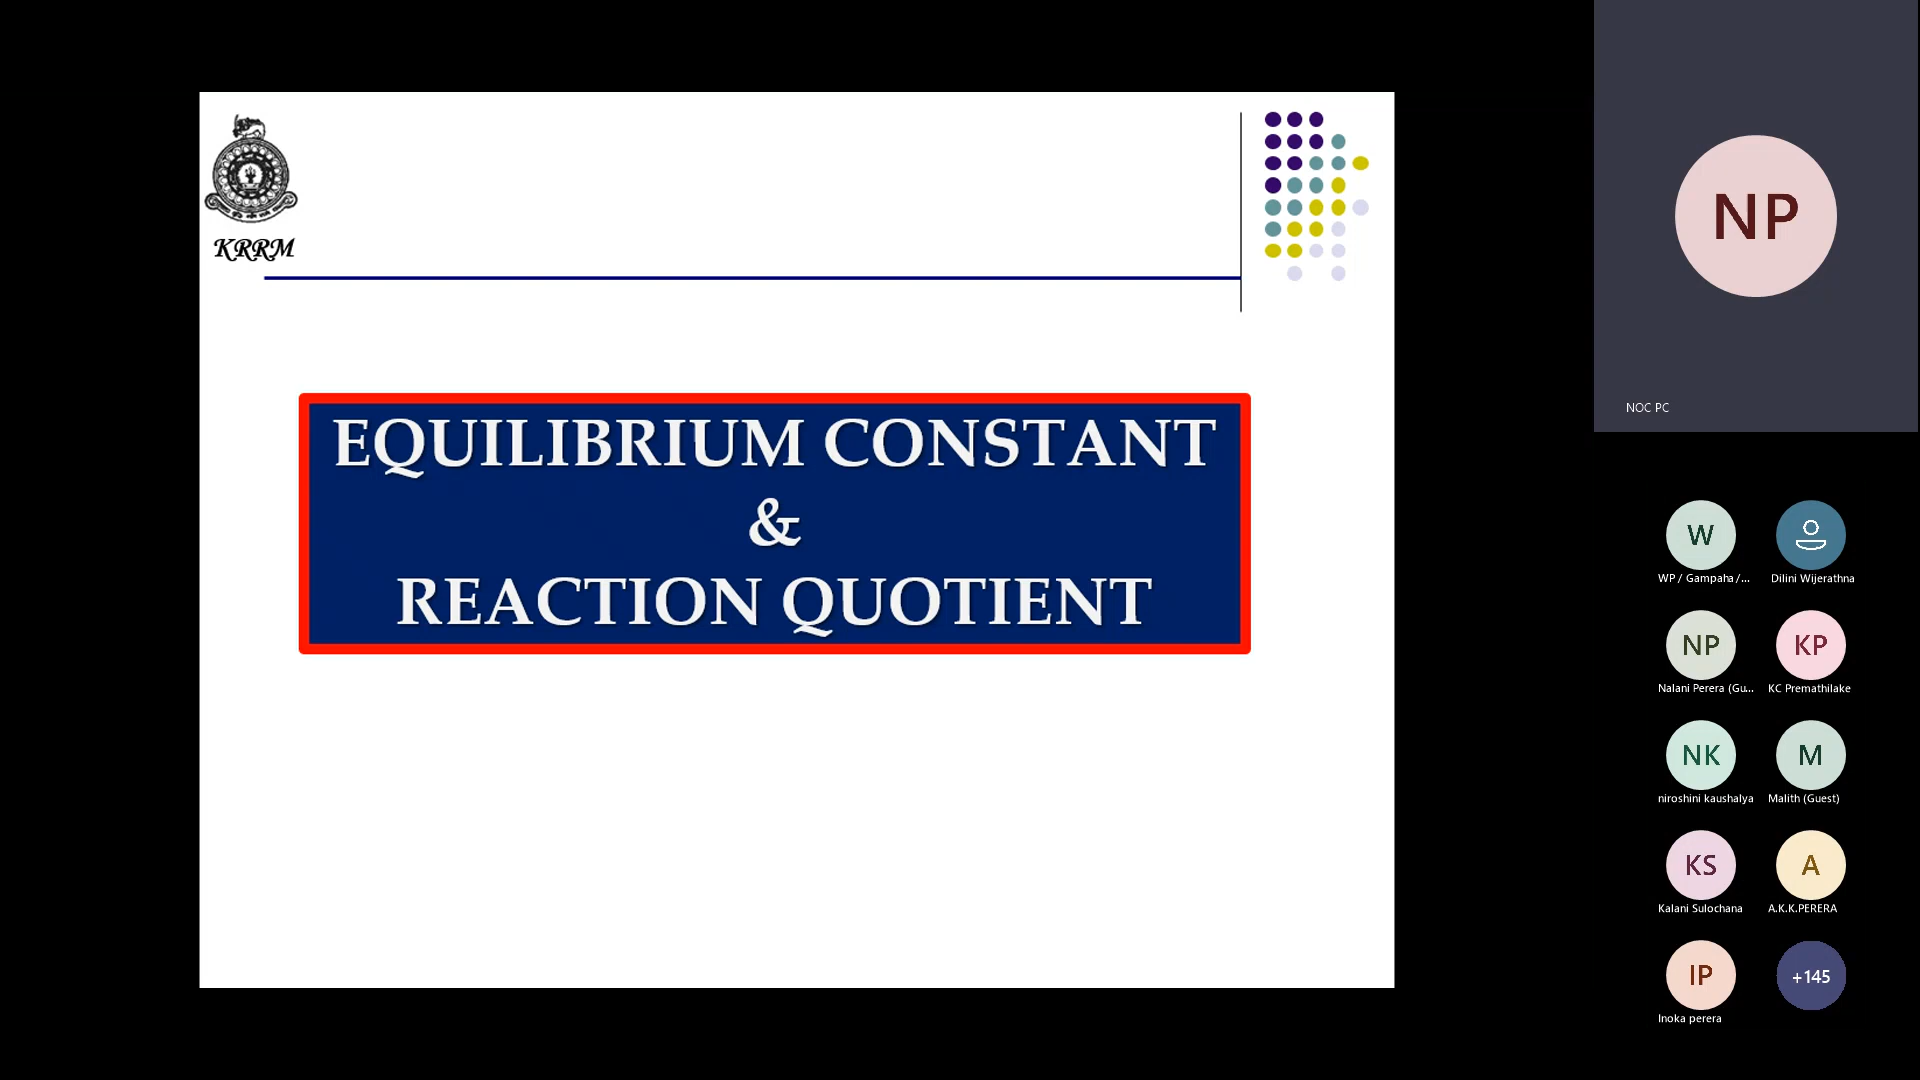 KRRM
EQUILIBRIUM CONSTANT
&
REACTION QUOTIENT
NP
NOC PC
W
WP / Gampaha /...
Dilini Wijerathna
NP
Nalani Perera (Gu...
KP
KC Premathilake
NK
niroshini kaushalya
M
Malith (Guest)
KS
Kalani Sulochana
A
A.K.K.PERERA
IP
Inoka perera
+145